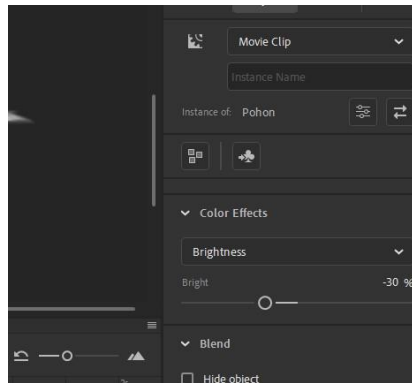 Movie Clip
Instance Name
Instance of: Pohon
Color Effects
Brightness
Bright -30 %
Blend
Hide object